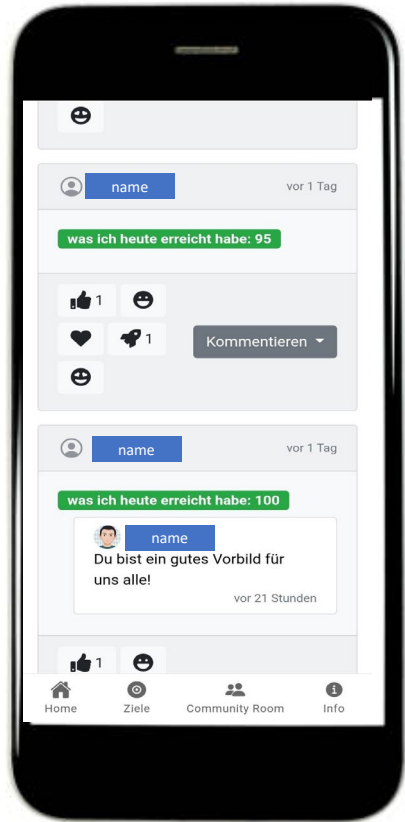 name
vor 1 Tag
was ich heute erreicht habe: 95
1
1
Kommentieren
name
vor 1 Tag
was ich heute erreicht habe: 100
name
Du bist ein gutes Vorbild für
uns alle!
vor 21 Stunden
1
Home Ziele Community Room Info